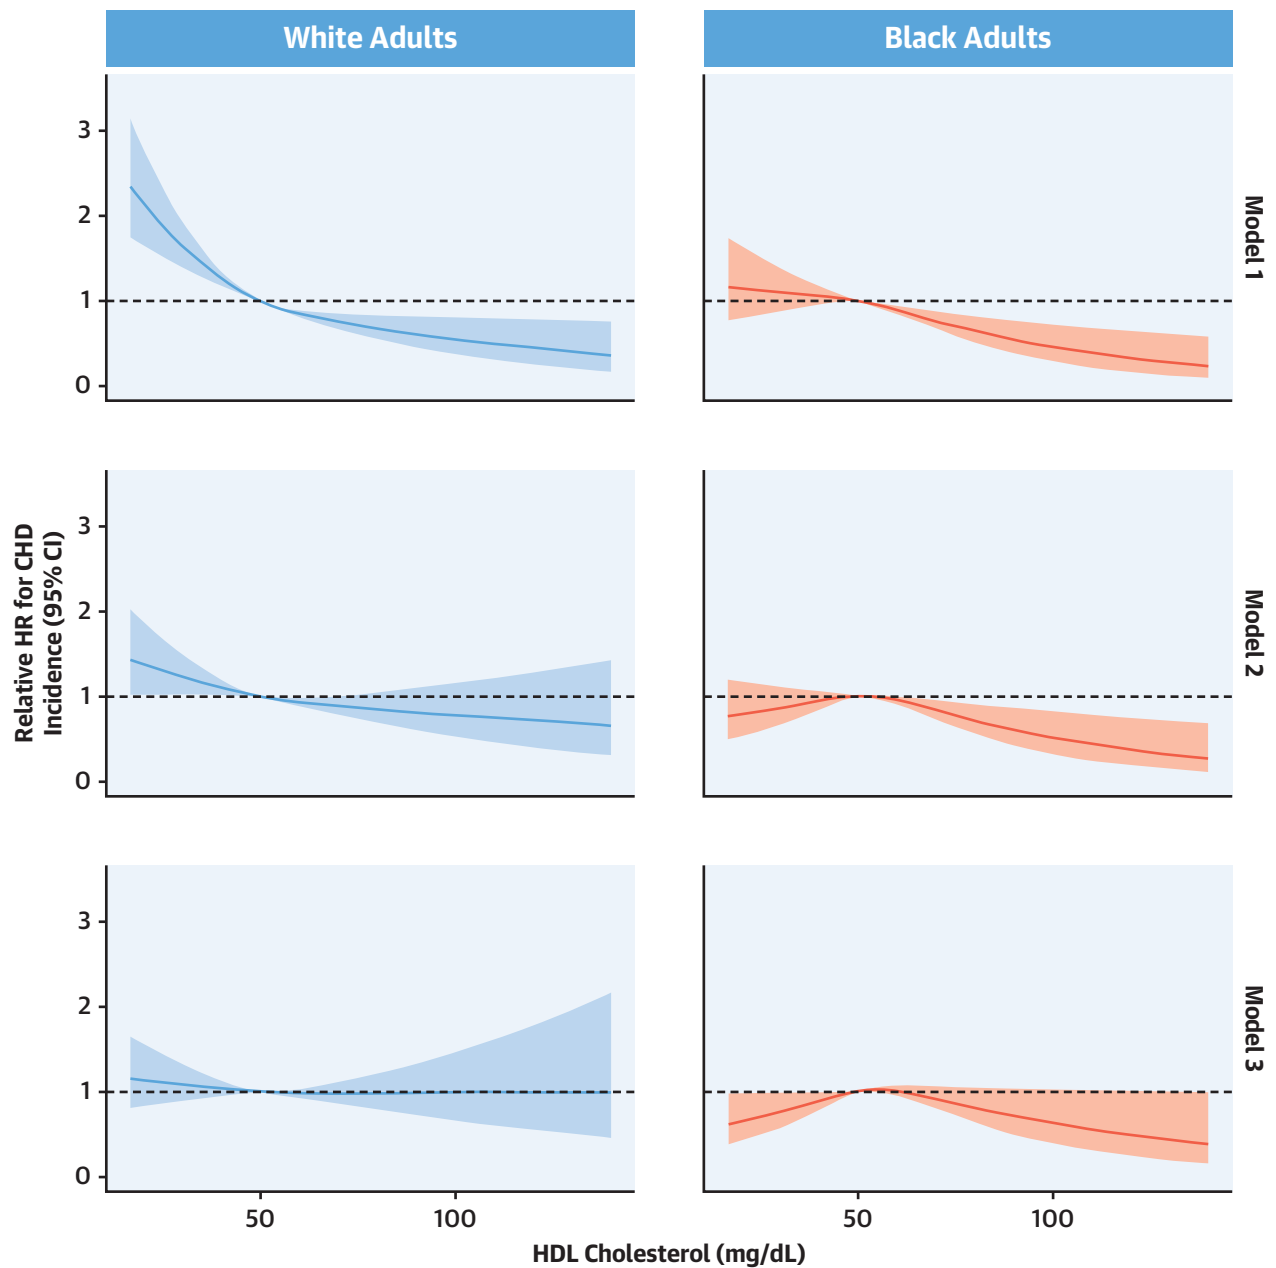 White Adults
Black Adults
3
2
1
0
Model 1
Relative HR for CHD
Incidence (95% CI)
3
2
1
0
Model 2
3
2
1
0
Model 3
50
100
50
100
HDL Cholesterol (mg/dL)